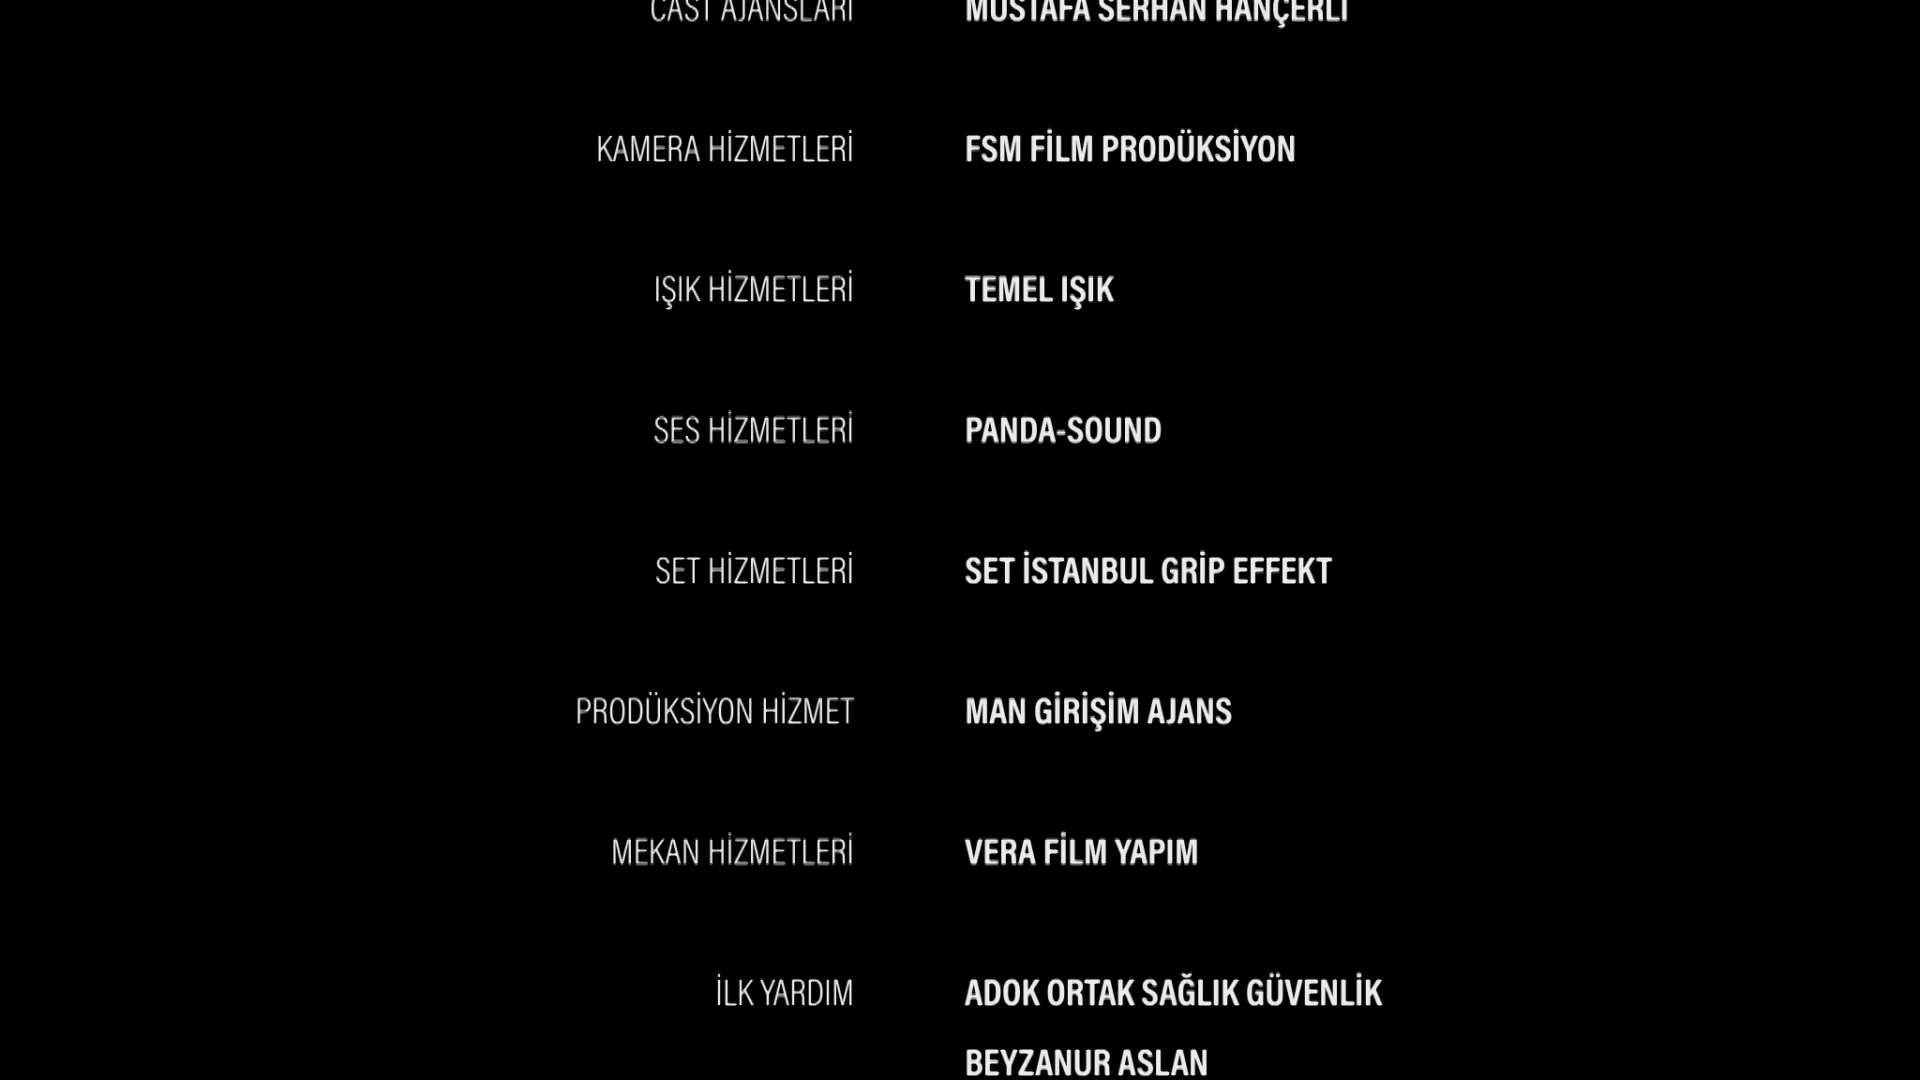 CAST AJANSLARI MUSTAFA SERHAN HANÇERLİ
KAMERA HİZMETLERİ FSM FİLM PRODÜKSİYON
IŞIK HİZMETLERİ TEMEL IŞIK
SES HİZMETLERİ PANDA-SOUND
SET HİZMETLERİ SET İSTANBUL GRİP EFFEKT
PRODÜKSİYON HİZMET MAN GİRİŞİM AJANS
MEKAN HİZMETLERİ VERA FİLM YAPIM
İLK YARDIM ADOK ORTAK SAĞLIK GÜVENLİK
BEYZANUR ASLAN